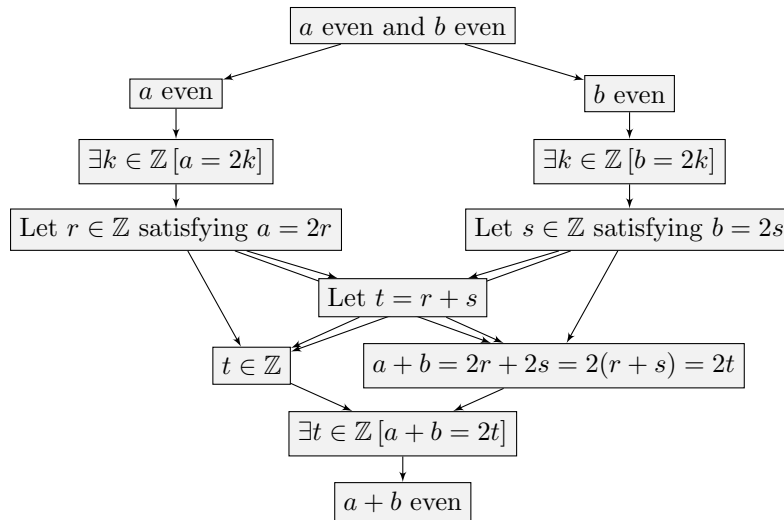 a even and b even
a even
b even
∃k ∈ ℤ [a = 2k]
∃k ∈ ℤ [b = 2k]
Let r ∈ ℤ satisfying a = 2r
Let s ∈ ℤ satisfying b = 2s
Let t = r + s
t ∈ ℤ
a + b = 2r + 2s = 2(r + s) = 2t
∃t ∈ ℤ [a + b = 2t]
a + b even